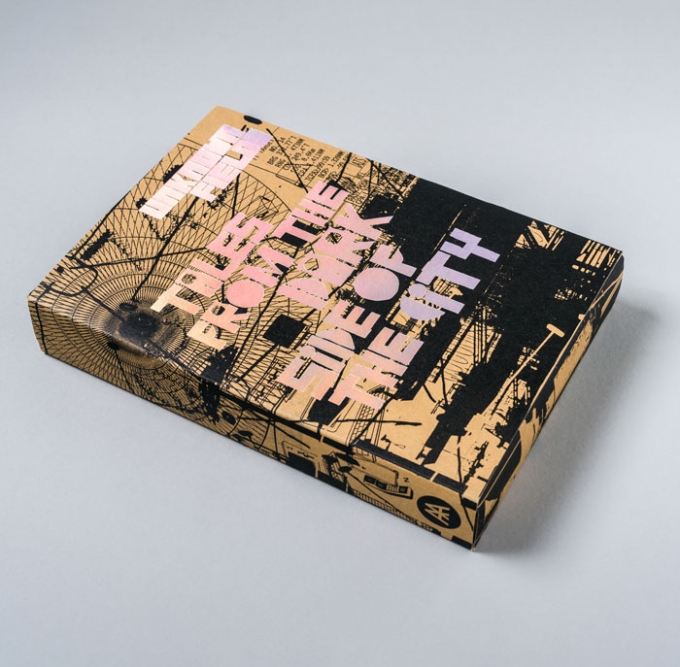 UNKNOWN
FIELDS
TALES
FROM THE
DARK
SIDE OF
THE CITY